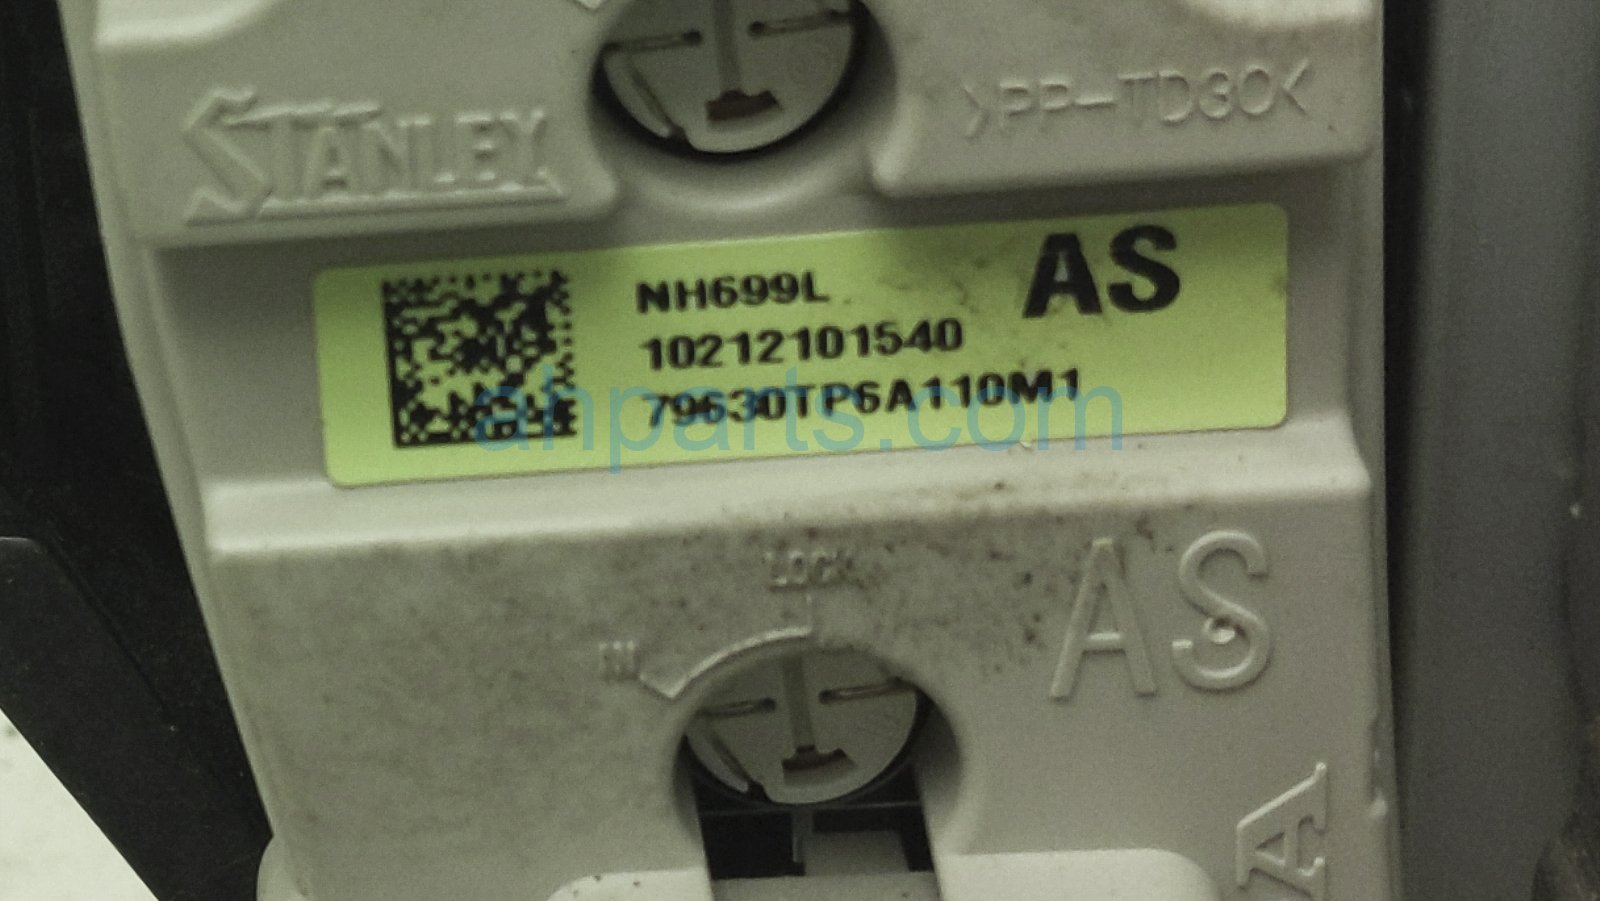 STANLEY
>PP-TD30<
NH699L
AS
10212101540
79630TP6A110M1
ahparts.com
LOCK
AS
A